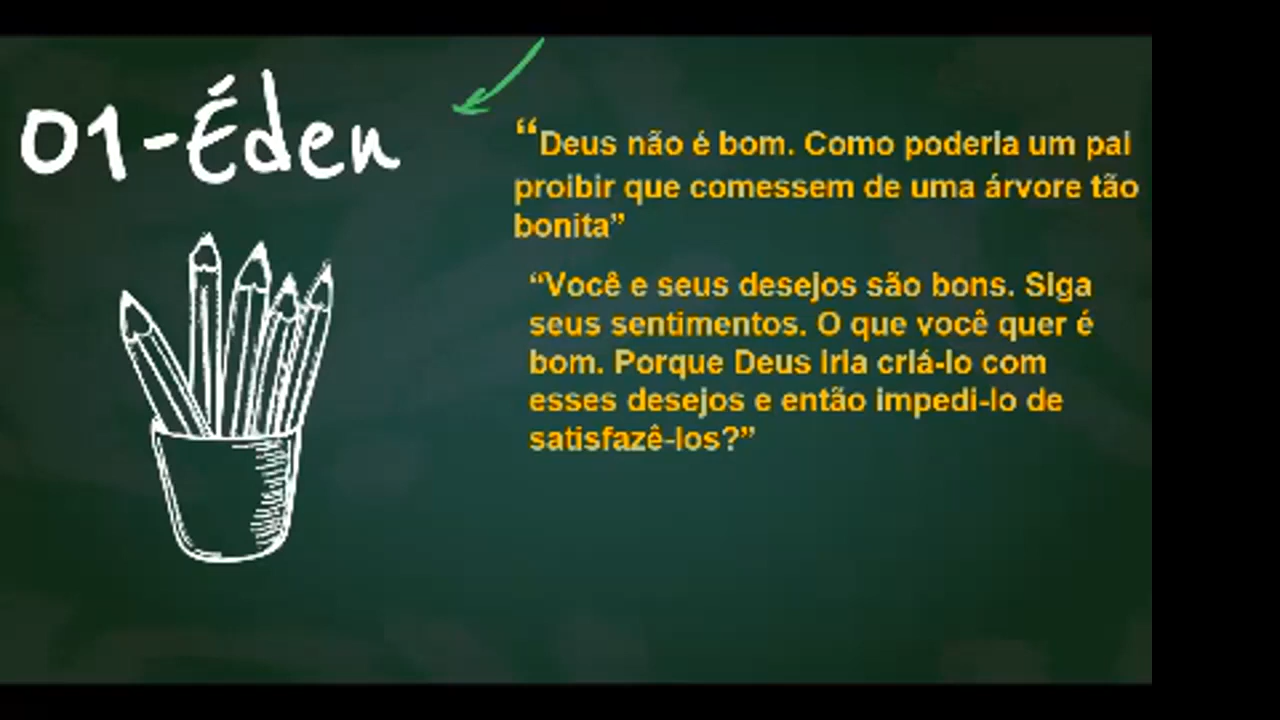 01-Éden
“Deus não é bom. Como poderia um pai
proibir que comessem de uma árvore tão
bonita”
“Você e seus desejos são bons. Siga
seus sentimentos. O que você quer é
bom. Porque Deus iria criá-lo com
esses desejos e então impedi-lo de
satisfazê-los?”